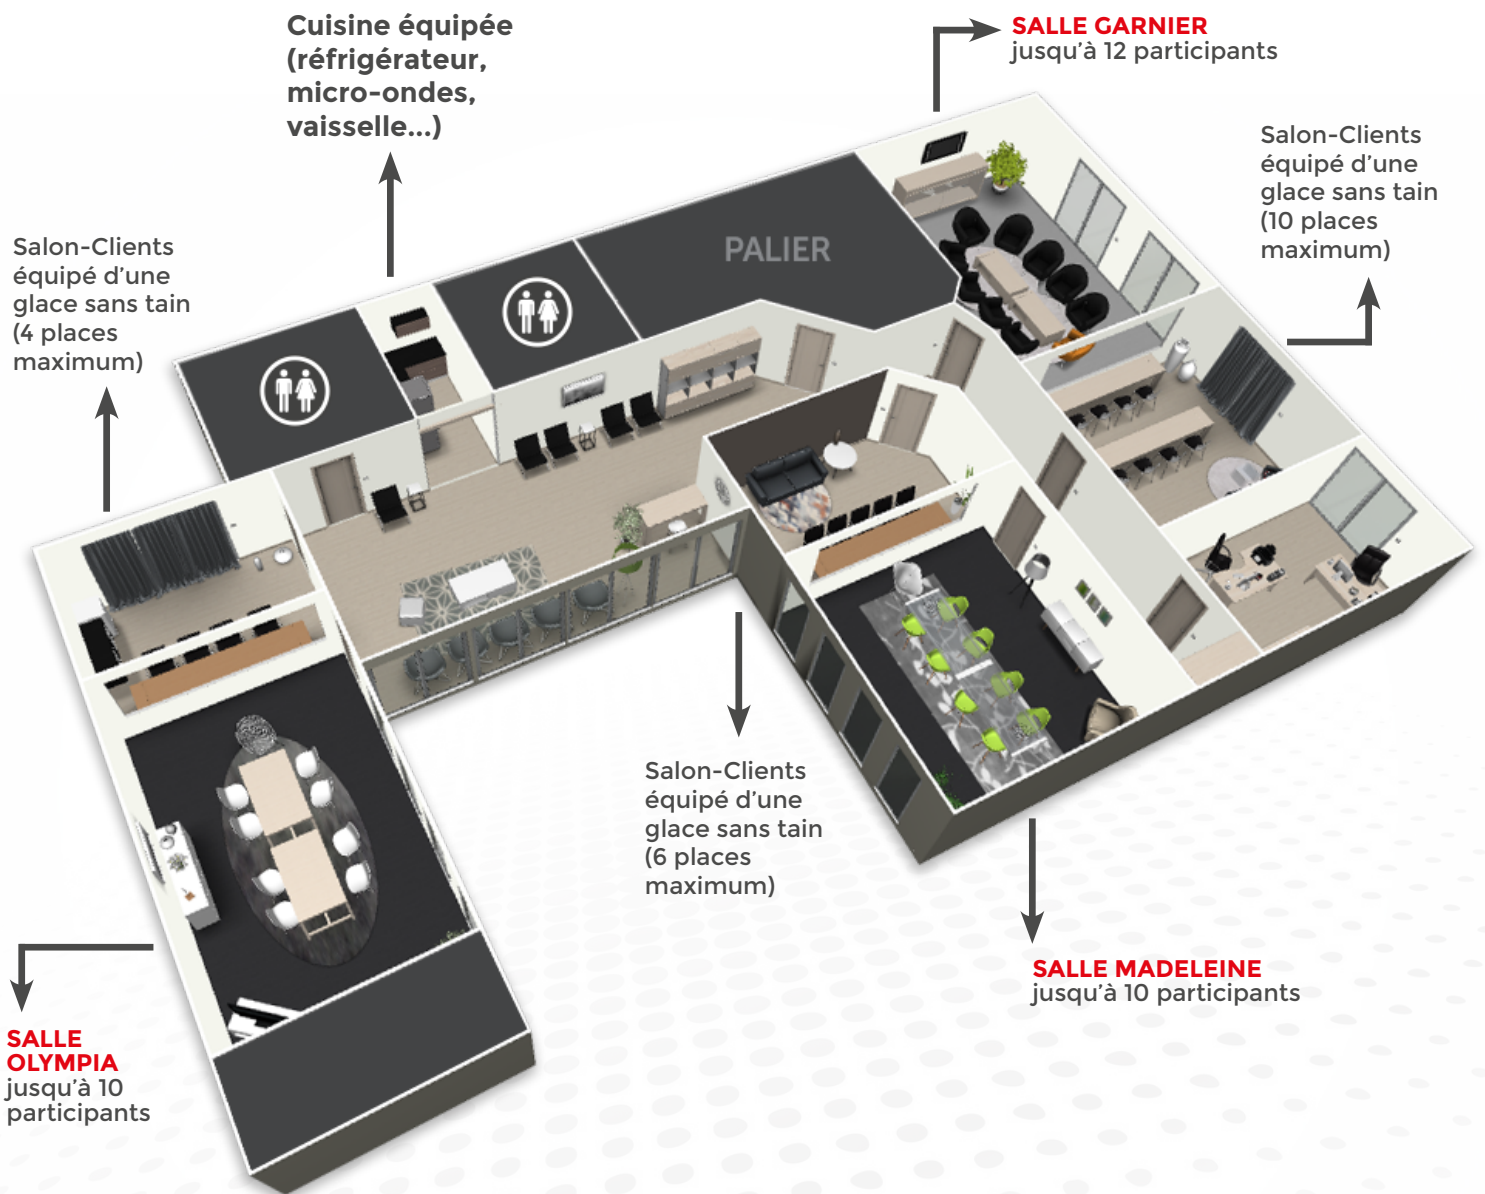 Cuisine équipée
(réfrigérateur,
micro-ondes,
vaisselle...)
SALLE GARNIER
jusqu'à 12 participants
Salon-Clients
équipé d'une
glace sans tain
(10 places
maximum)
Salon-Clients
équipé d'une
glace sans tain
(4 places
maximum)
PALIER
Salon-Clients
équipé d'une
glace sans tain
(6 places
maximum)
SALLE MADELEINE
jusqu'à 10 participants
SALLE
OLYMPIA
jusqu'à 10
participants